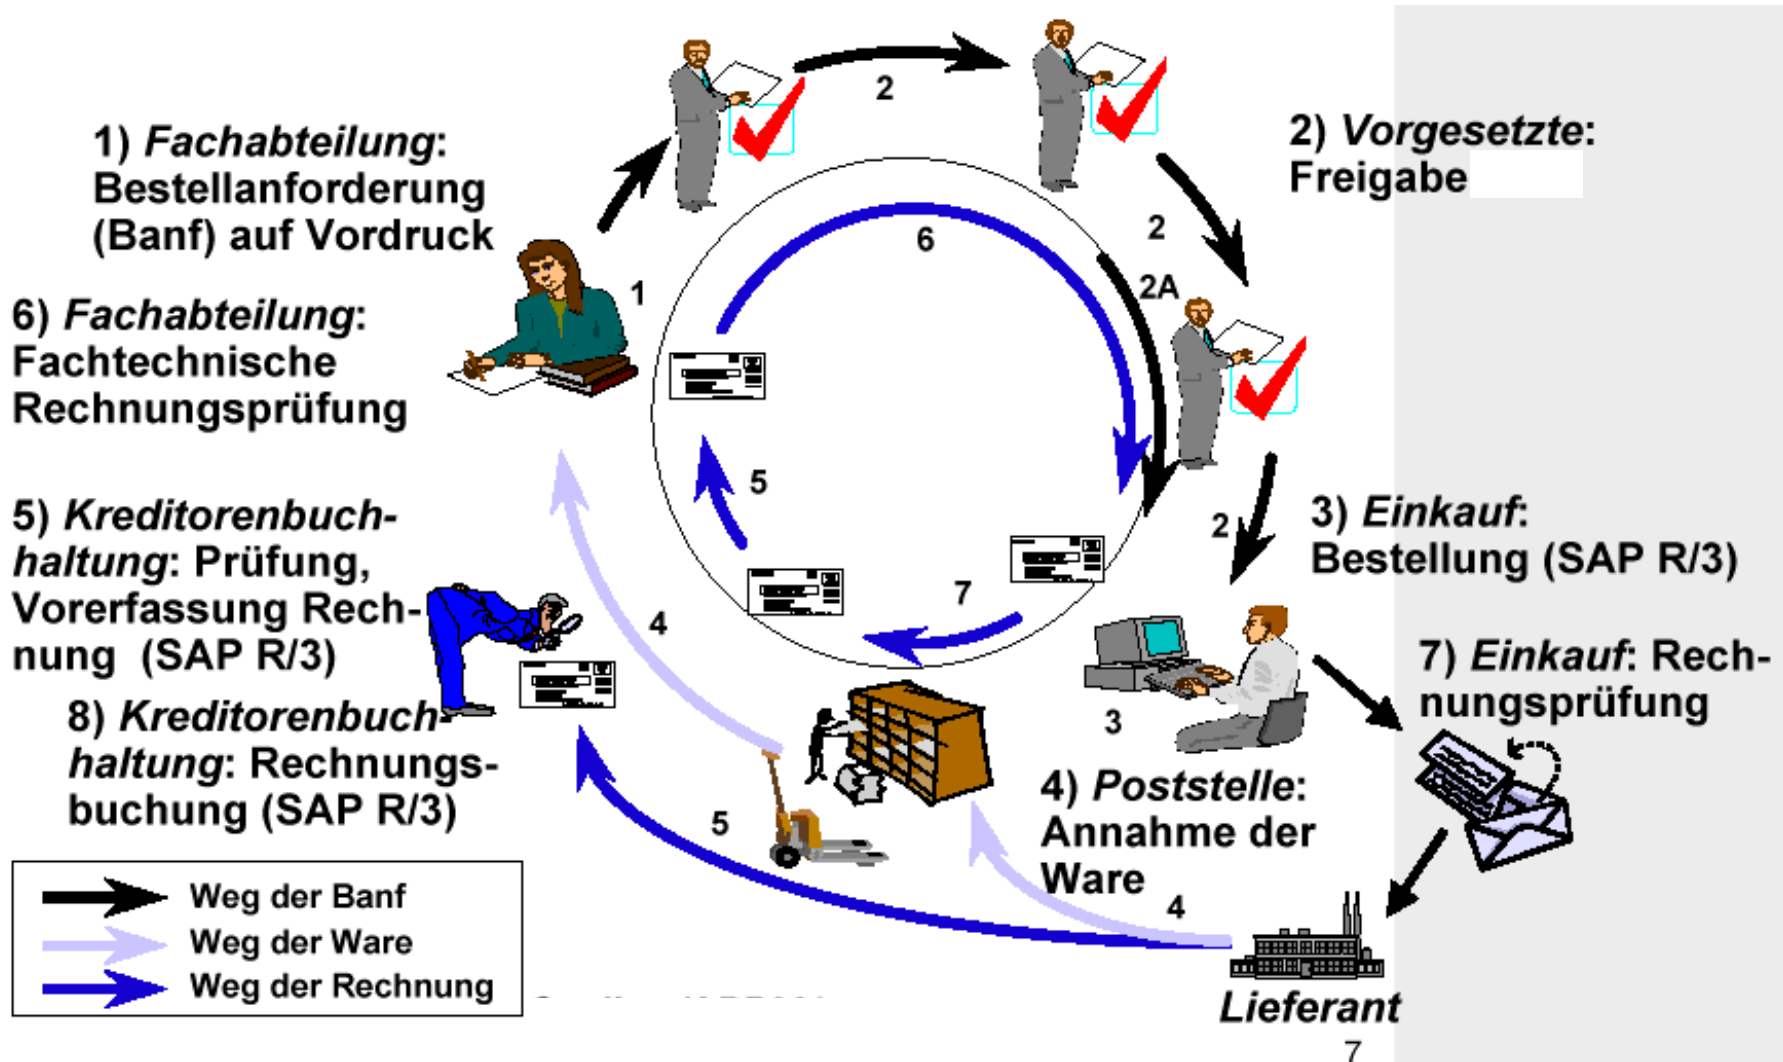 1) Fachabteilung:
Bestellanforderung
(Banf) auf Vordruck
2) Vorgesetzte:
Freigabe
6) Fachabteilung:
Fachtechnische
Rechnungsprüfung
5) Kreditorenbuch-
haltung: Prüfung,
Vorerfassung Rech-
nung (SAP R/3)
8) Kreditorenbuch-
haltung: Rechnungs-
buchung (SAP R/3)
3) Einkauf:
Bestellung (SAP R/3)
7) Einkauf: Rech-
nungsprüfung
4) Poststelle:
Annahme der
Ware
2
2
2A
2
1
6
5
7
4
3
5
4
Weg der Banf
Weg der Ware
Weg der Rechnung
Lieferant
7